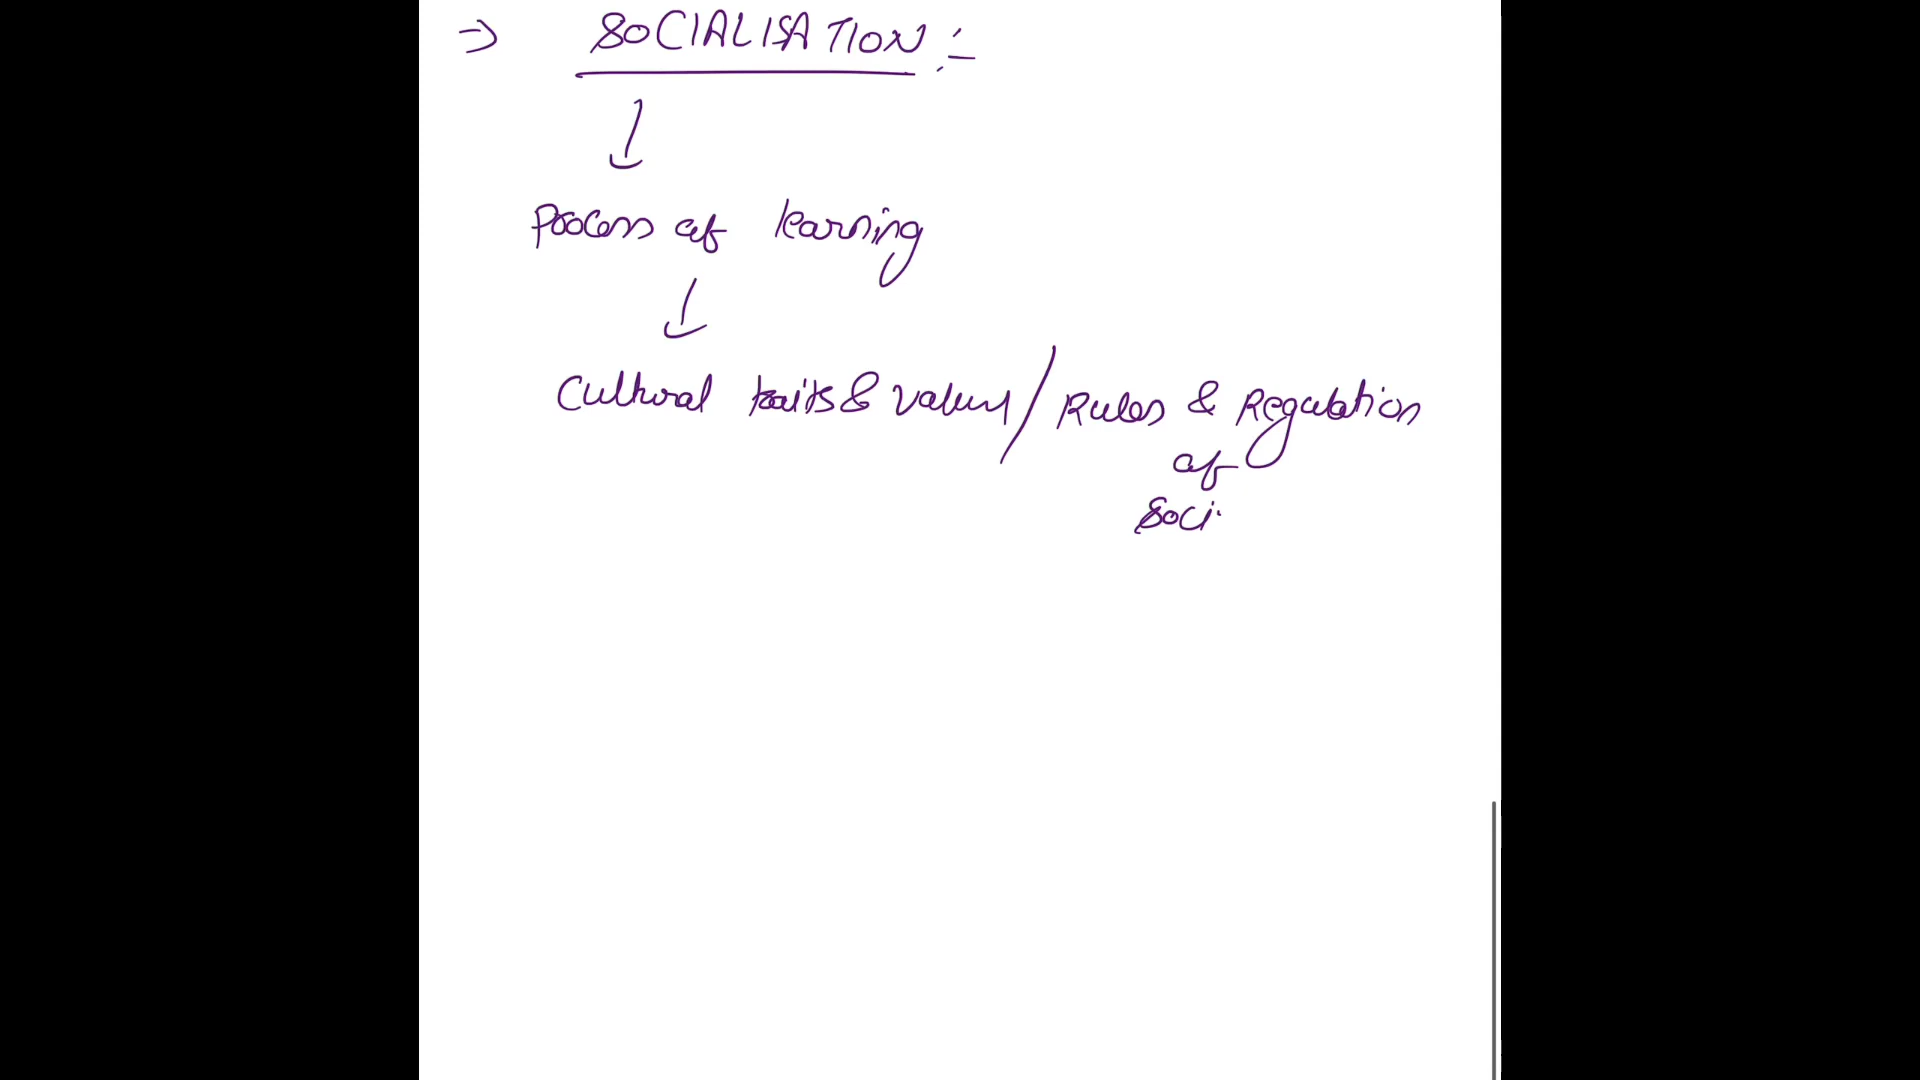 ⇒ SOCIALISATION :-
↓
Process of learning
↓
Cultural traits & values / Rules & Regulation
of
Soci